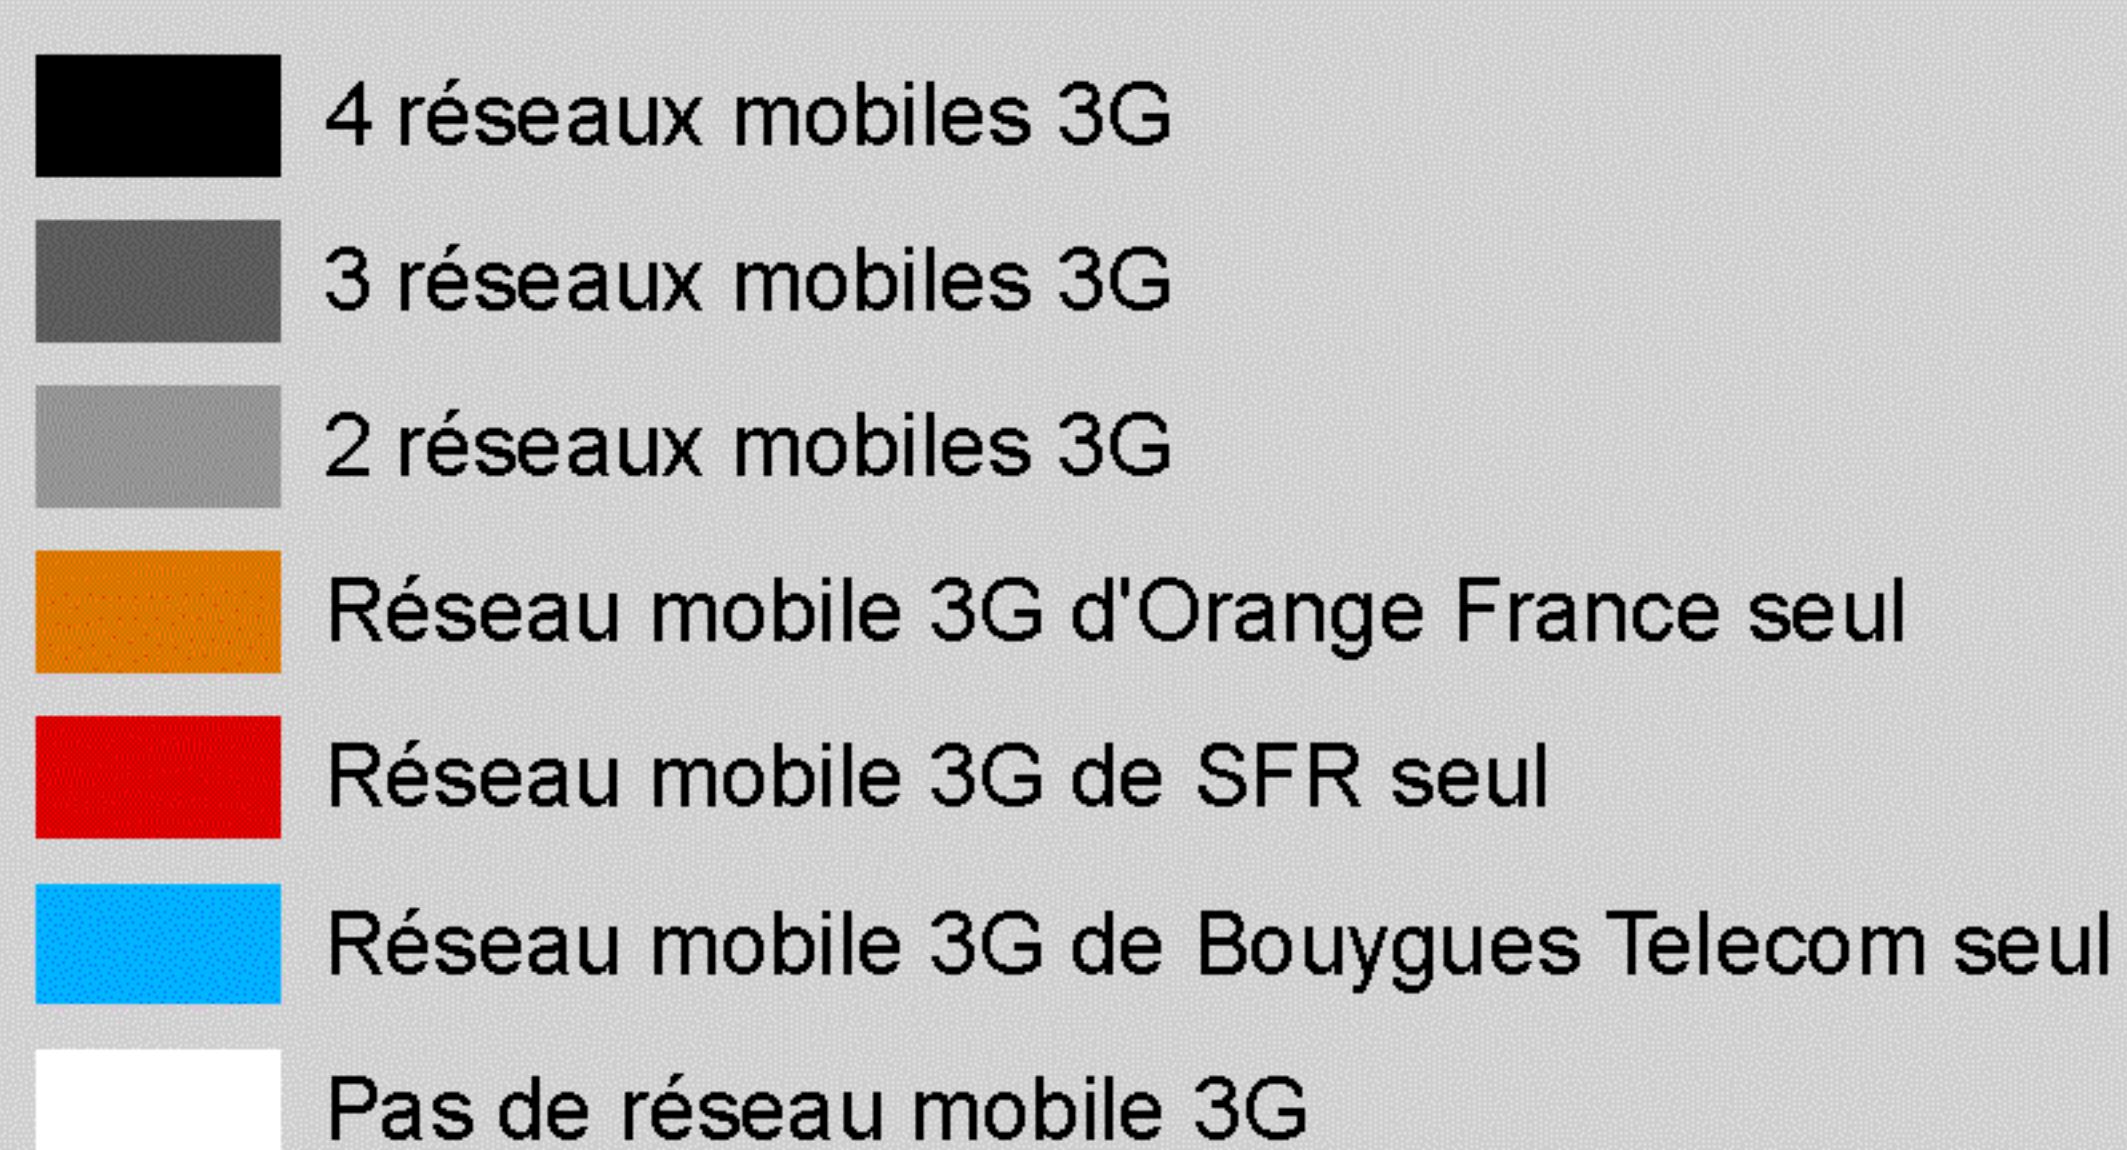 4 réseaux mobiles 3G
3 réseaux mobiles 3G
2 réseaux mobiles 3G
Réseau mobile 3G d'Orange France seul
Réseau mobile 3G de SFR seul
Réseau mobile 3G de Bouygues Telecom seul
Pas de réseau mobile 3G